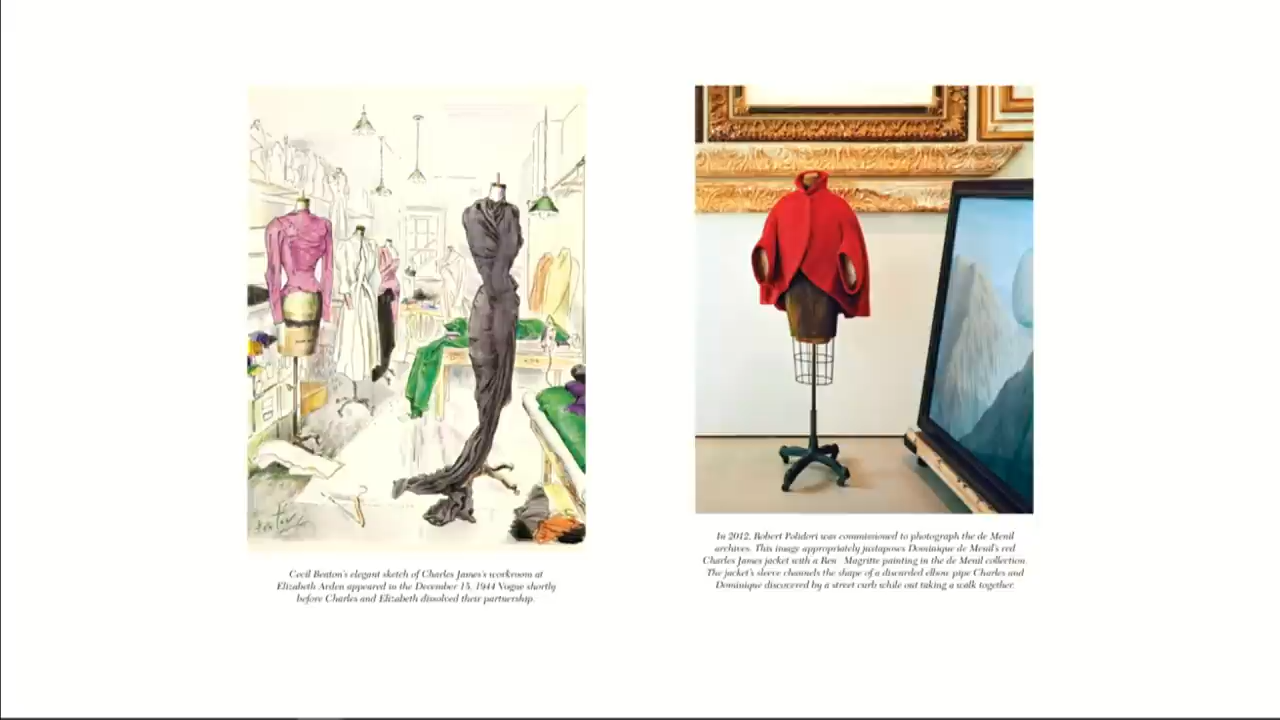 Cecil Beaton's elegant sketch of Charles James's workroom at
Elizabeth Arden appeared in the December 15, 1944 Vogue shortly
before Charles and Elizabeth dissolved their partnership.
In 2012, Robert Polidori was commissioned to photograph the de Menil
archives. This image appropriately juxtaposes Dominique de Menil's red
Charles James jacket with a Ren Magritte painting in the de Menil collection.
The jacket's sleeve channels the shape of a discarded elbow pipe Charles and
Dominique discovered by a street curb while out taking a walk together.